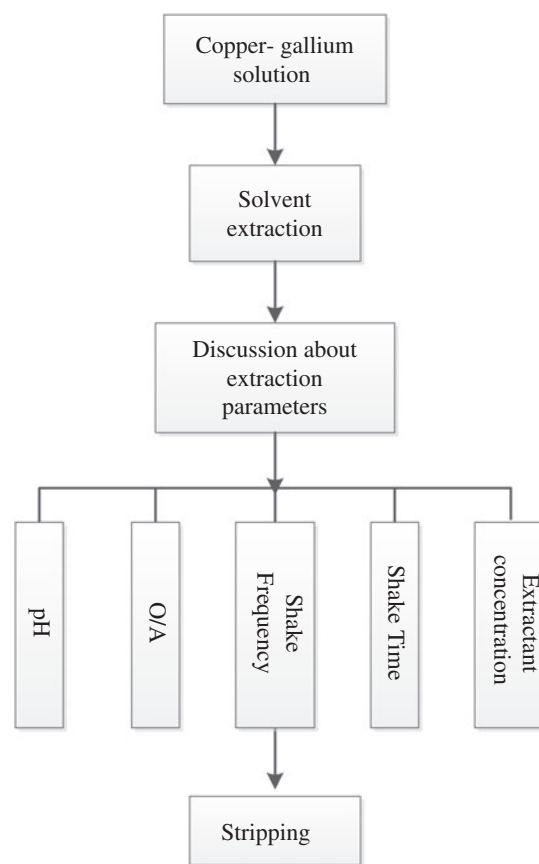 Copper- gallium
solution
Solvent
extraction
Discussion about
extraction
parameters
pH
O/A
Shake
Frequency
Shake Time
Extractant
concentration
Stripping